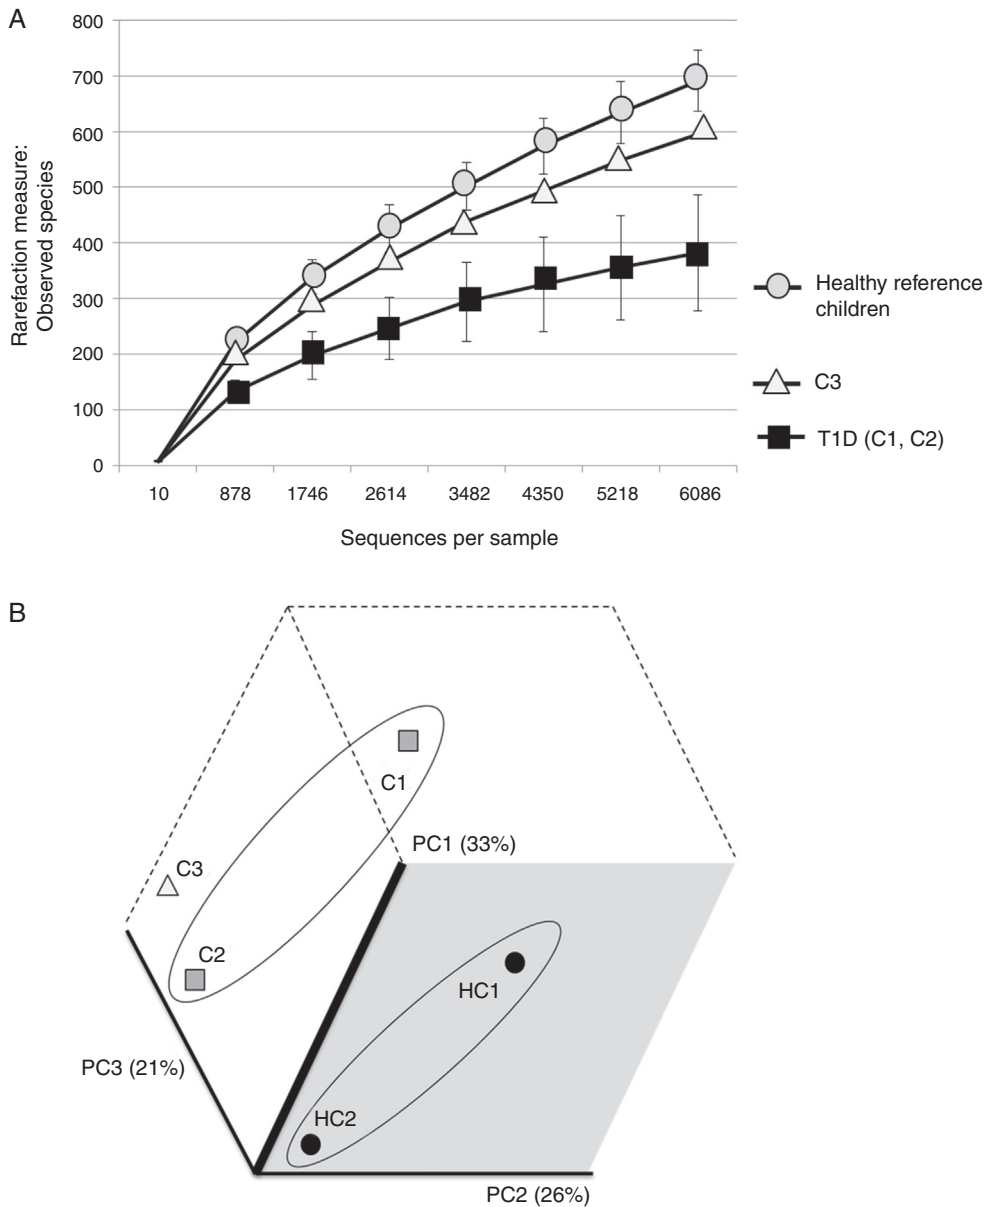 A
800
700
600
500
400
300
200
100
0
Rarefaction measure:
Observed species
10 878 1746 2614 3482 4350 5218 6086
Sequences per sample
Healthy reference
children
C3
T1D (C1, C2)
B
C1
PC1 (33%)
C3
C2
HC1
PC3 (21%)
HC2
PC2 (26%)